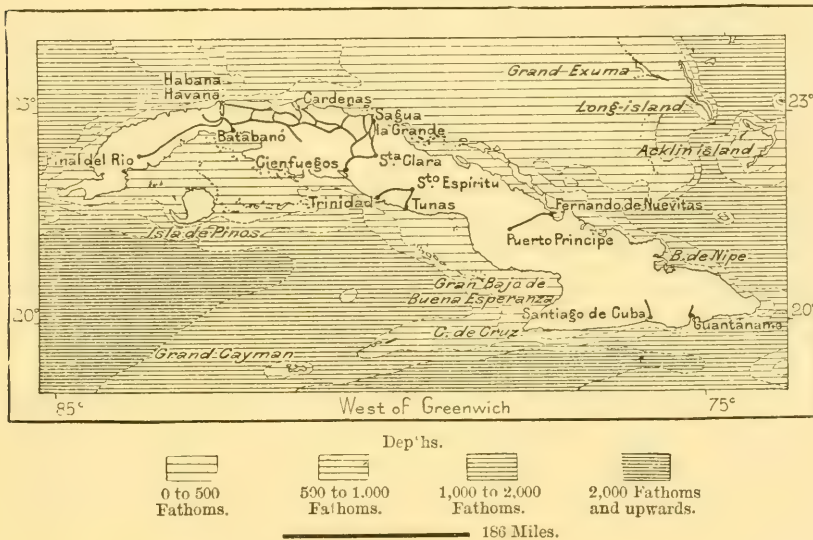 Habana
Havana
Cardenas
Grand-Exuma
23°
Long-island
Sagua
la Grande
Batabanó
Acklin island
inal del Rio
Cienfuegos
Sta. Clara
Sto. Espíritu
Trinidad
Tunas
Fernando de Nuevitas
Isla de Pinos
Puerto Principe
B. de Nipe
Gran Bajo de
Buena Esperanza
Santiago de Cuba
Guantanamo
20°
20°
C. de Cruz
Grand Cayman
85°
West of Greenwich
75°
Depths.
0 to 500
Fathoms.
500 to 1,000
Fathoms.
1,000 to 2,000
Fathoms.
2,000 Fathoms
and upwards.
186 Miles.